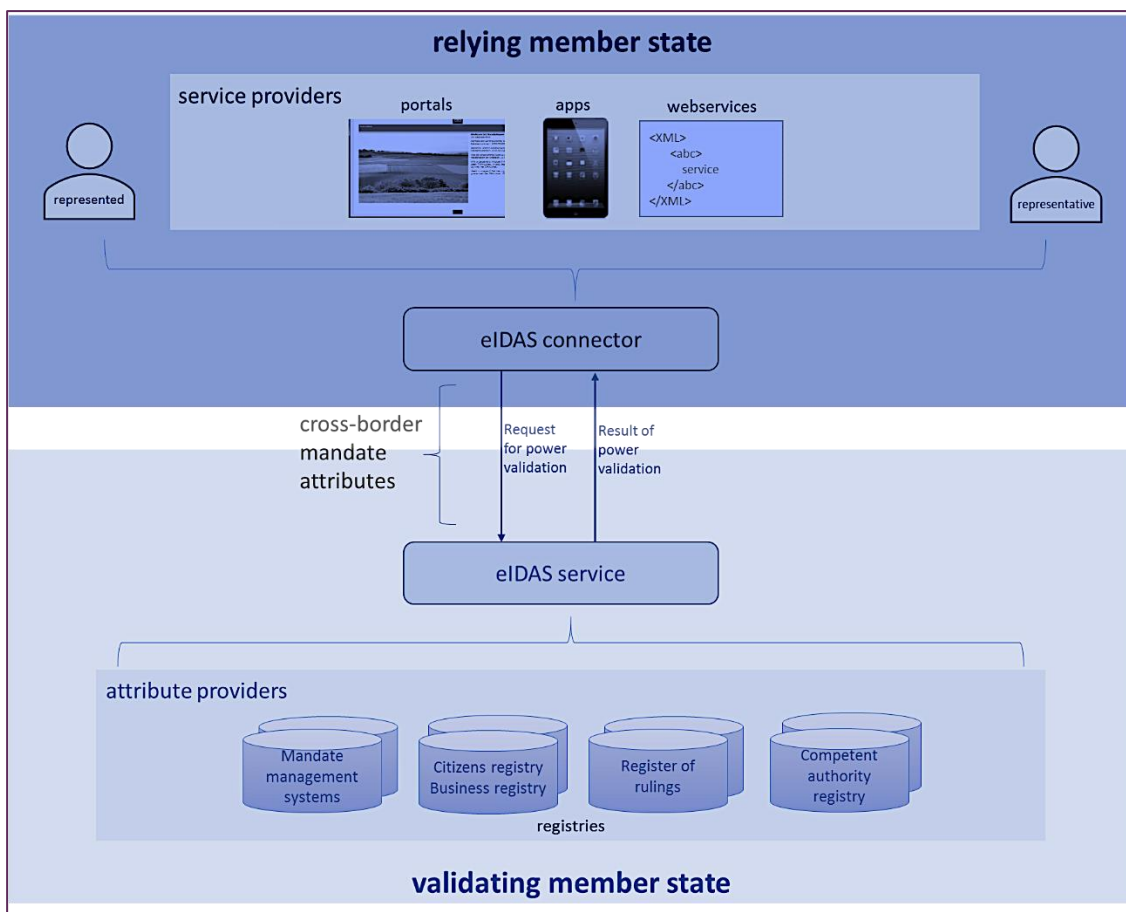 relying member state
service providers
portals
apps
webservices
<XML>
<abc>
service
</abc>
</XML>
represented
representative
eIDAS connector
cross-border
mandate
attributes
Request
for power
validation
Result of
power
validation
eIDAS service
attribute providers
Mandate
management
systems
Citizens registry
Business registry
Register of
rulings
Competent
authority
registry
registries
validating member state